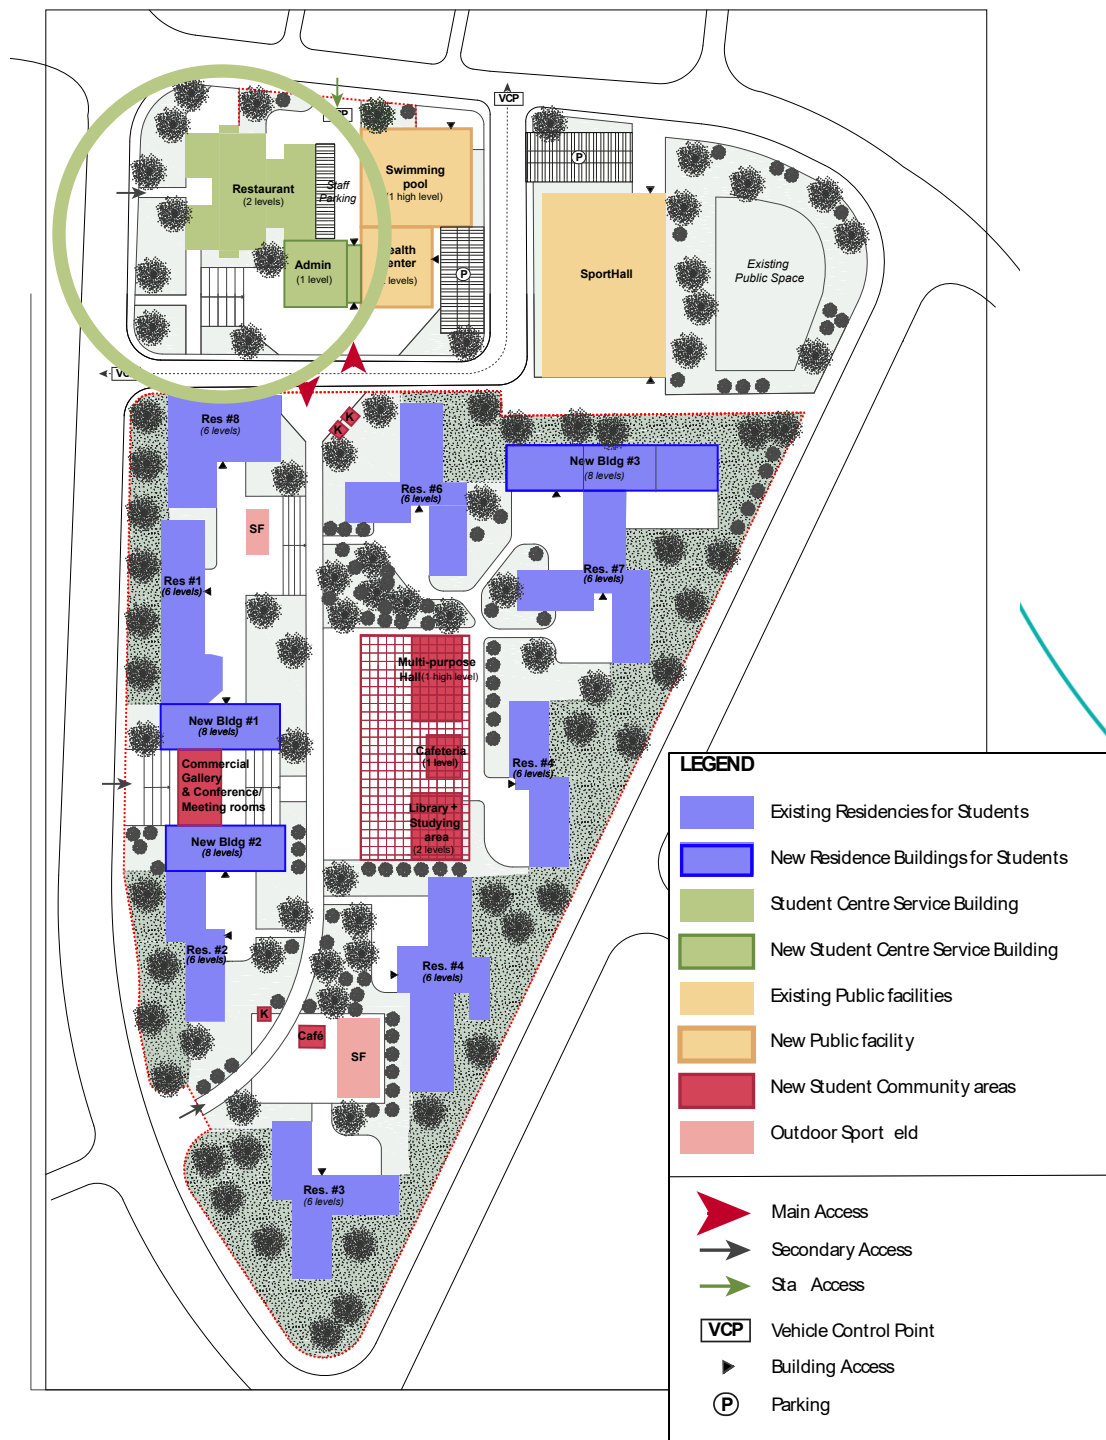 VCP
VCP
Swimming
pool
(1 high level)
Restaurant
(2 levels)
Staff
Parking
P
Health
Center
levels)
Admin
(1 level)
P
SportHall
Existing
Public Space
VC
Res #8
(6 levels)
K
K
New Bldg #3
(8 levels)
Res. #6
(6 levels)
SF
Res #1
(6 levels)
Res. #7
(6 levels)
Multi-purpose
Hall(1 high level)
New Bldg #1
(8 levels)
Cafeteria
(1 level)
Commercial
Gallery
& Conference/
Meeting rooms
Res. #4
(6 levels)
Library +
Studying
area
(2 levels)
New Bldg #2
(8 levels)
Res. #2
(6 levels)
Res. #4
(6 levels)
K
Café
SF
Res. #3
(6 levels)
LEGEND
Existing Residencies for Students
New Residence Buildings for Students
Student Centre Service Building
New Student Centre Service Building
Existing Public facilities
New Public facility
New Student Community areas
Outdoor Sport eld
Main Access
Secondary Access
Sta Access
VCP Vehicle Control Point
Building Access
P Parking